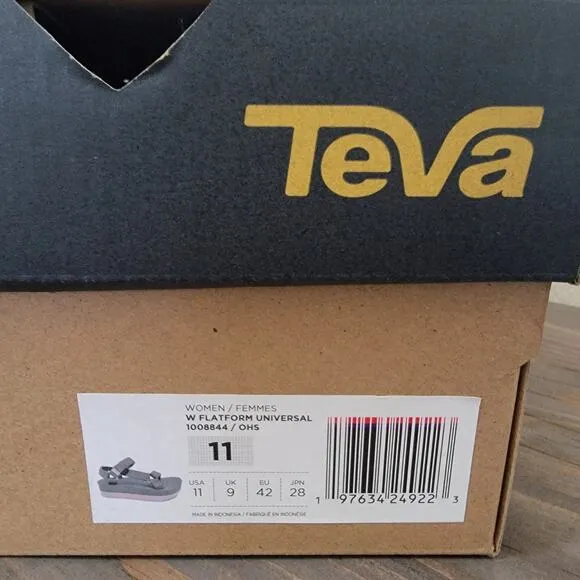 Teva
WOMEN / FEMMES
W FLATFORM UNIVERSAL
1008844 / OHS
11
USA UK EU JPN
11 9 42 28
MADE IN INDONESIA / FABRIQUÉ EN INDONÉSIE
1 97634 24922 3